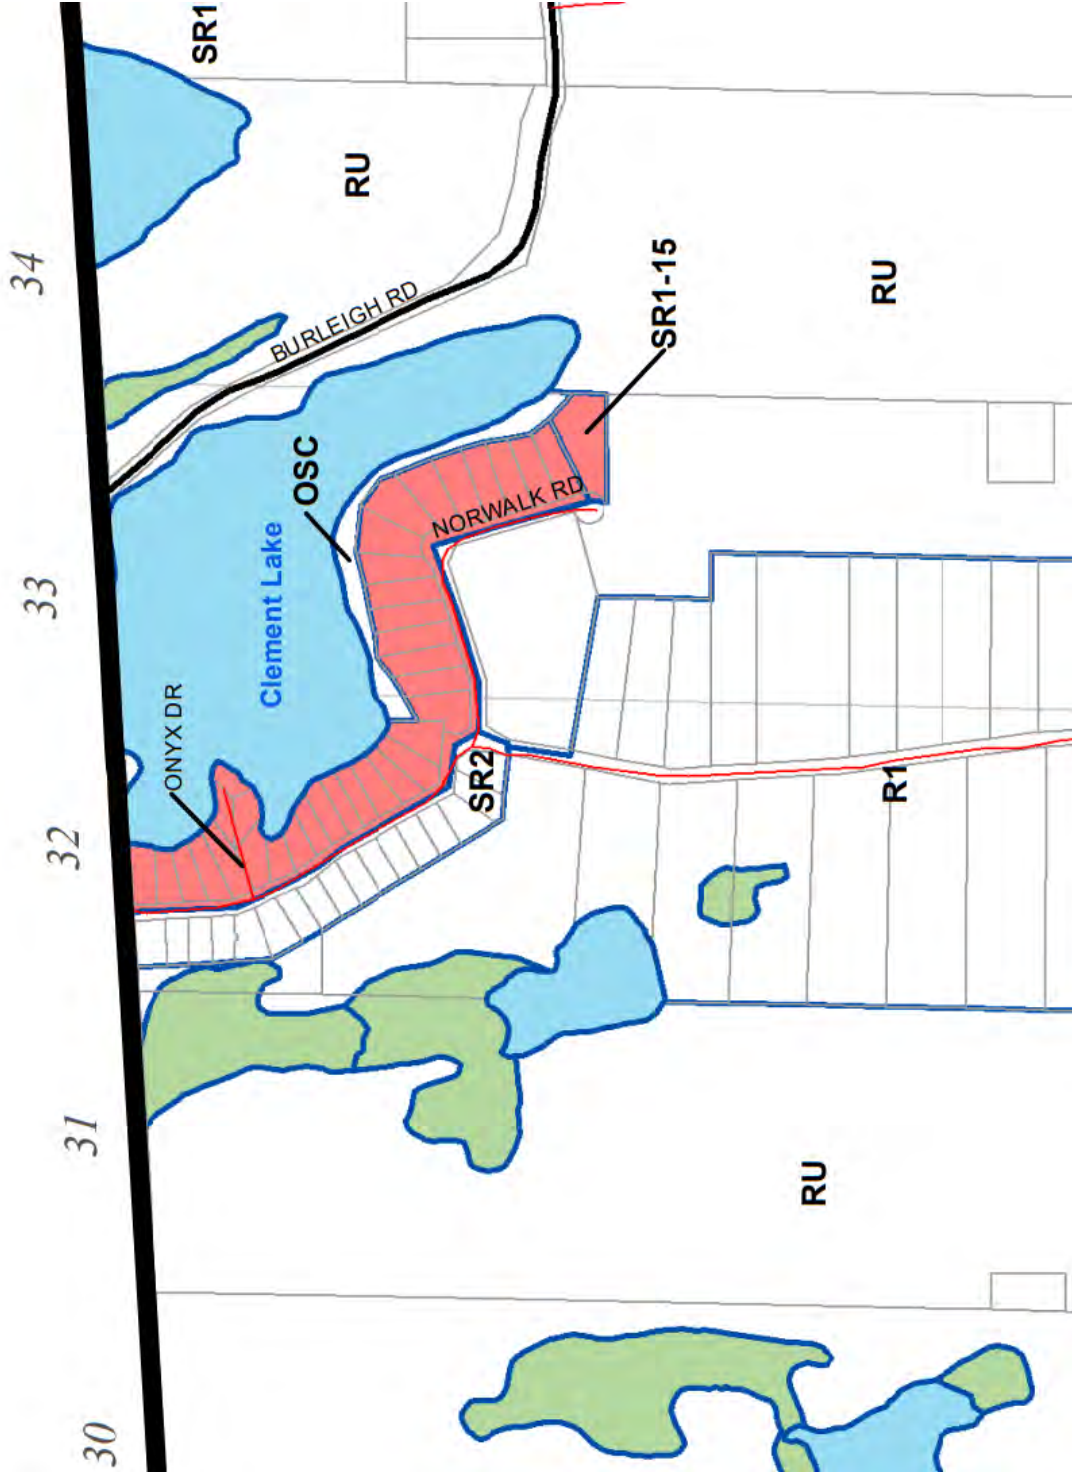 SR1
RU
34
BURLEIGH RD
SR1-15
RU
OSC
NORWALK RD
33
Clement Lake
ONYX DR
SR2
R1
32
31
RU
30